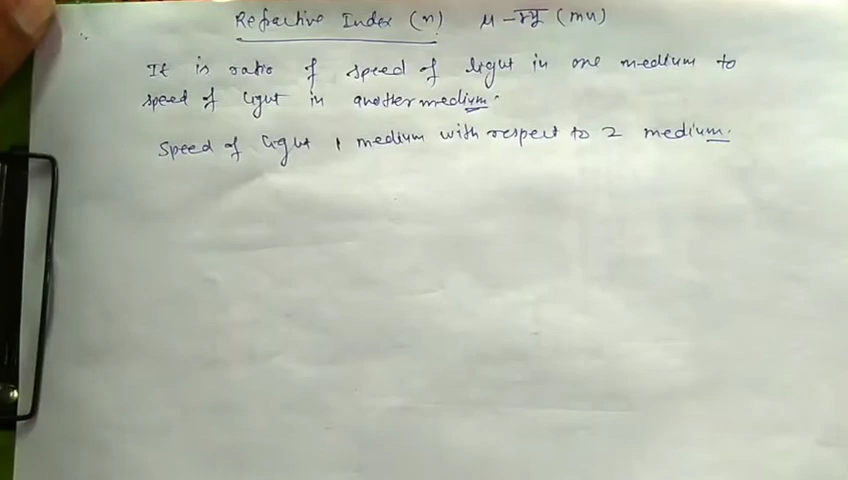 Refractive Index (n) μ - म्यू (mu)
It is ratio of speed of light in one medium to
speed of light in another medium.
Speed of light 1 medium with respect to 2 medium.